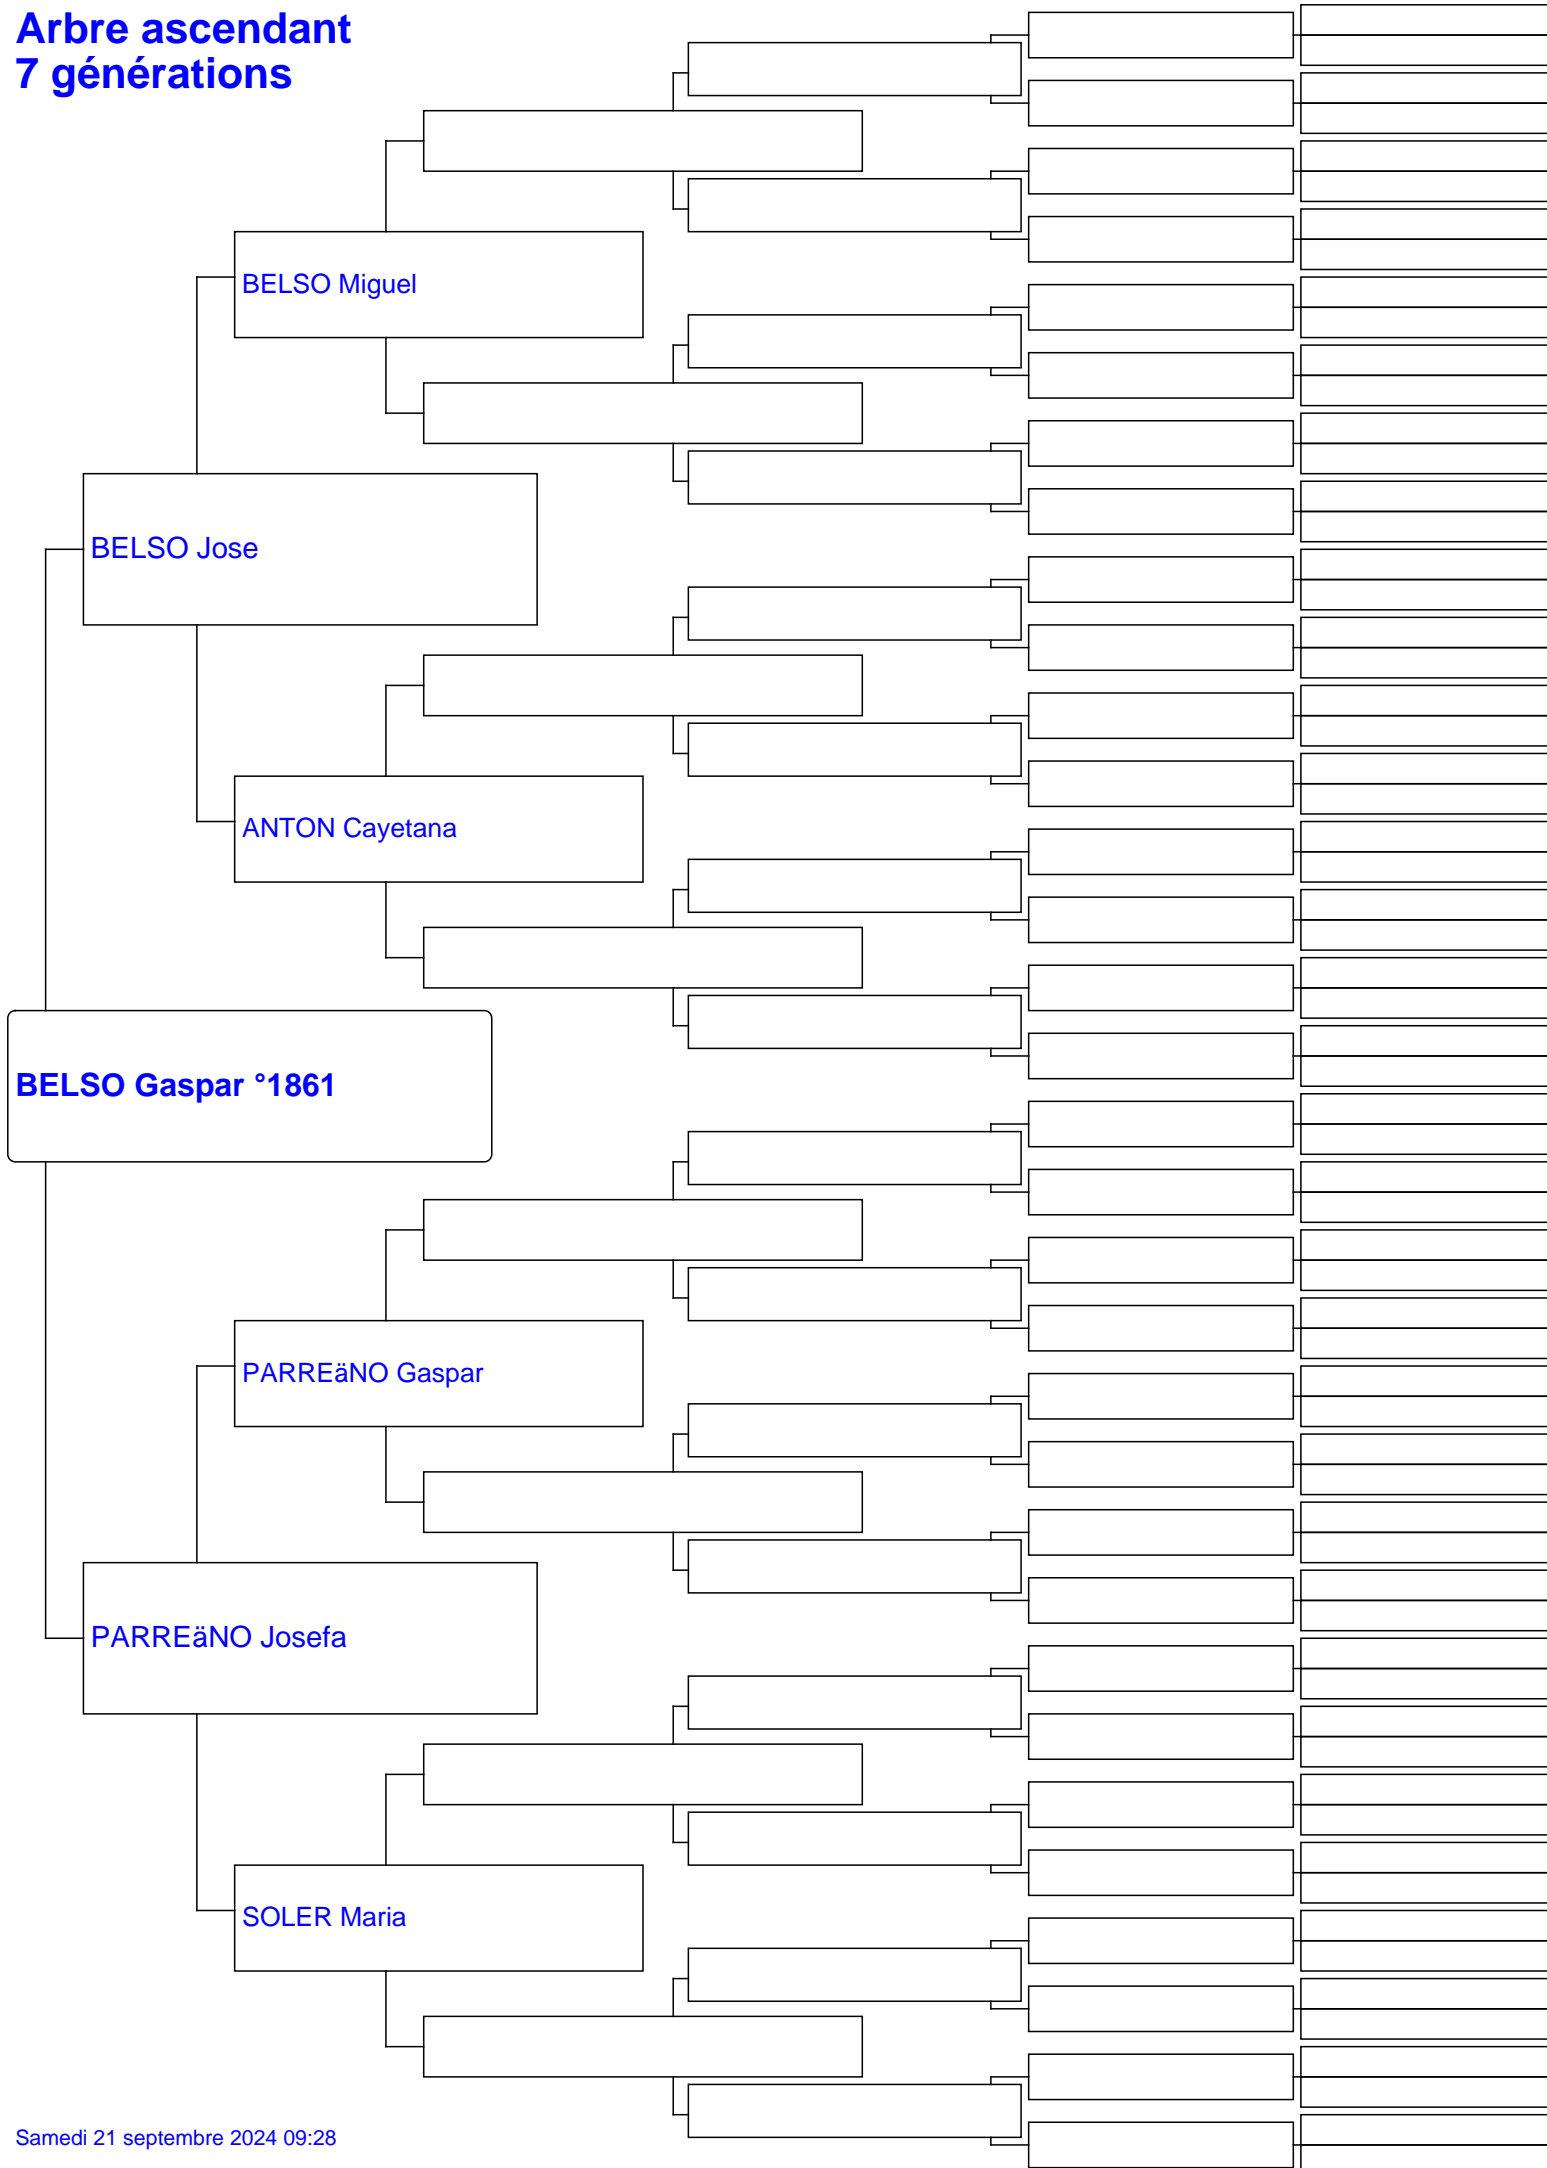 Arbre ascendant
7 générations
BELSO Miguel
BELSO Jose
ANTON Cayetana
BELSO Gaspar °1861
PARREäNO Gaspar
PARREäNO Josefa
SOLER Maria
Samedi 21 septembre 2024 09:28